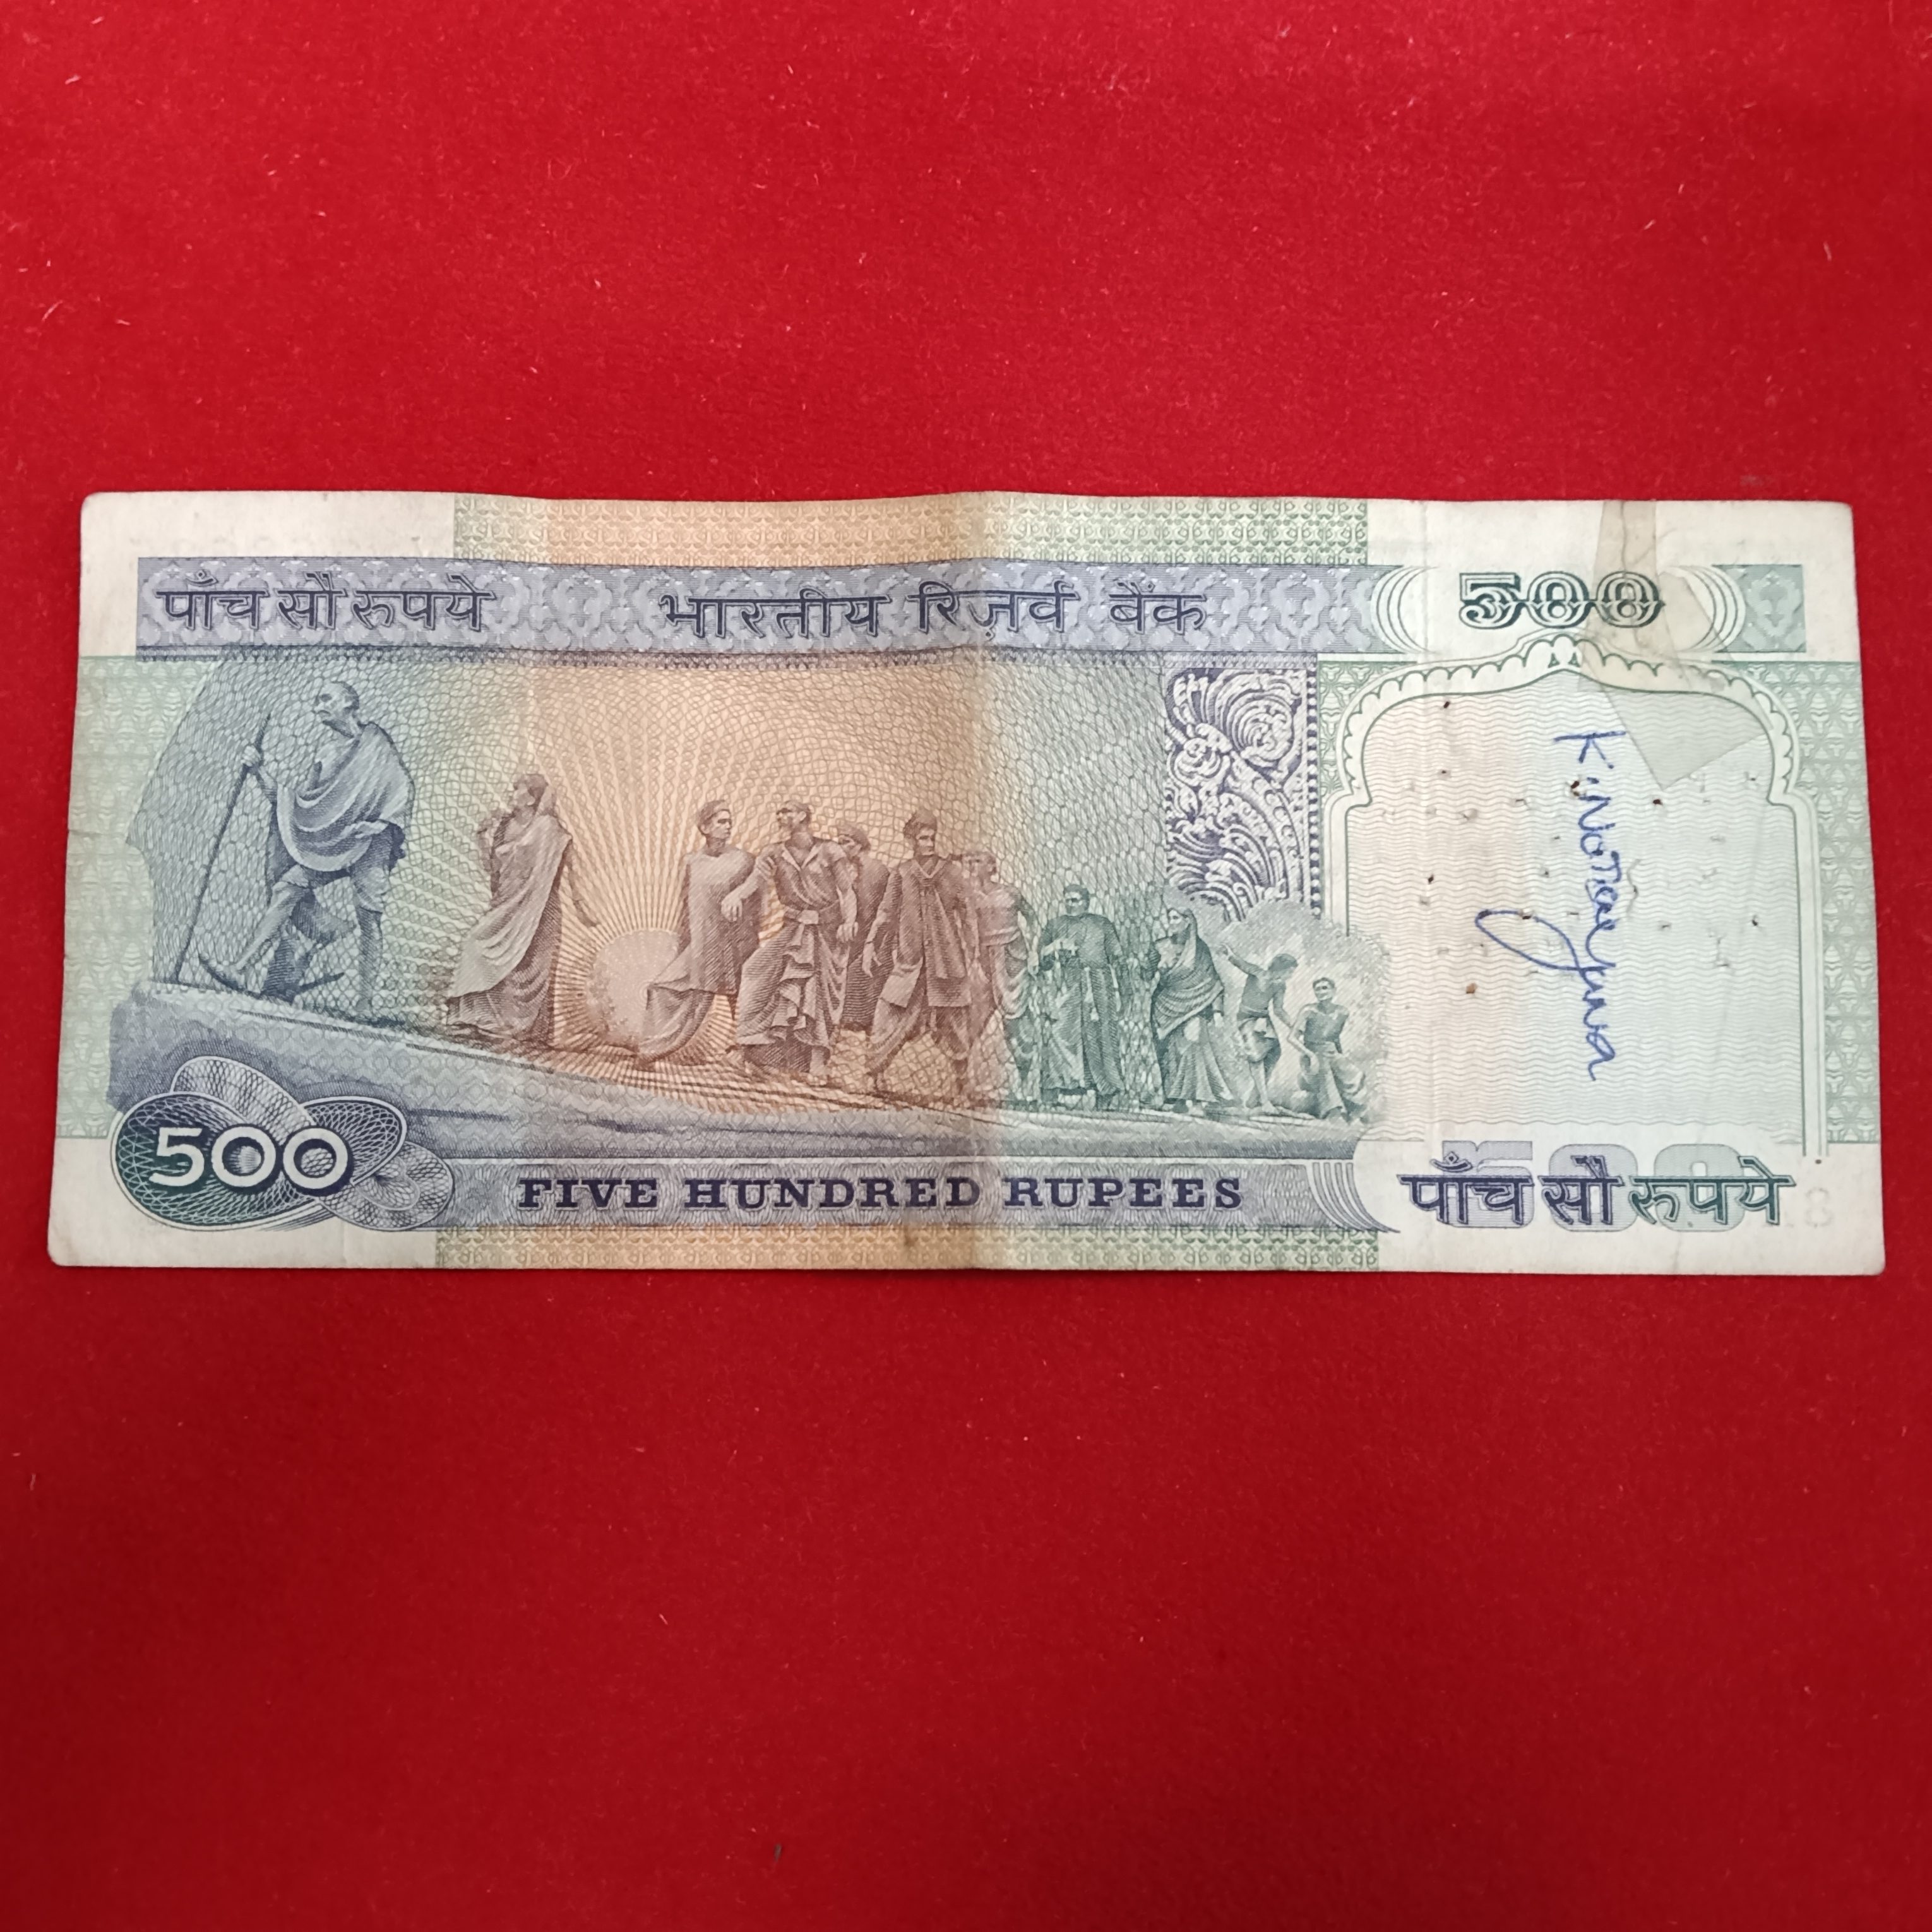 पाँच सौ रुपये भारतीय रिज़र्व बैंक 500
500 FIVE HUNDRED RUPEES पाँच सौ रुपये